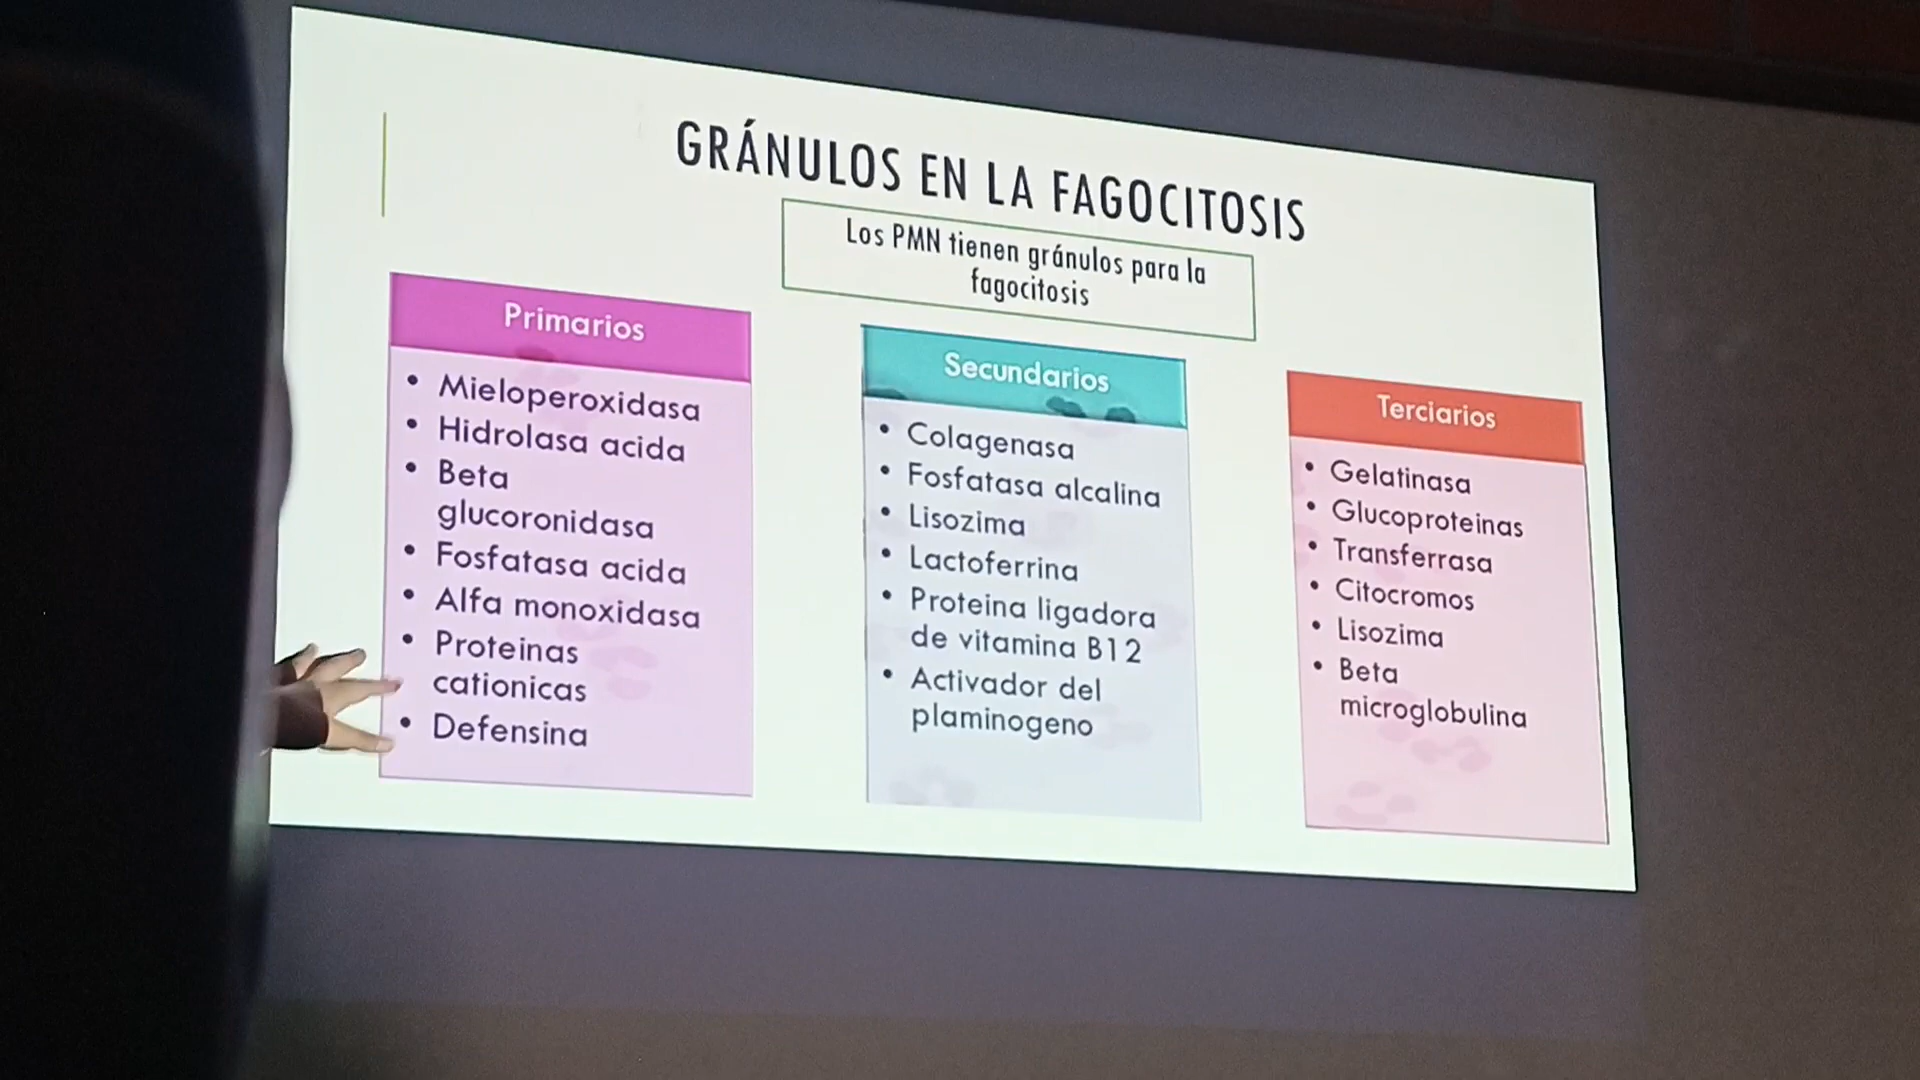 GRÁNULOS EN LA FAGOCITOSIS
Los PMN tienen gránulos para la
fagocitosis
Primarios
• Mieloperoxidasa
• Hidrolasa acida
• Beta
glucoronidasa
• Fosfatasa acida
• Alfa monoxidasa
• Proteinas
cationicas
• Defensina
Secundarios
• Colagenasa
• Fosfatasa alcalina
• Lisozima
• Lactoferrina
• Proteina ligadora
de vitamina B12
• Activador del
plaminogeno
Terciarios
• Gelatinasa
• Glucoproteinas
• Transferrasa
• Citocromos
• Lisozima
• Beta
microglobulina